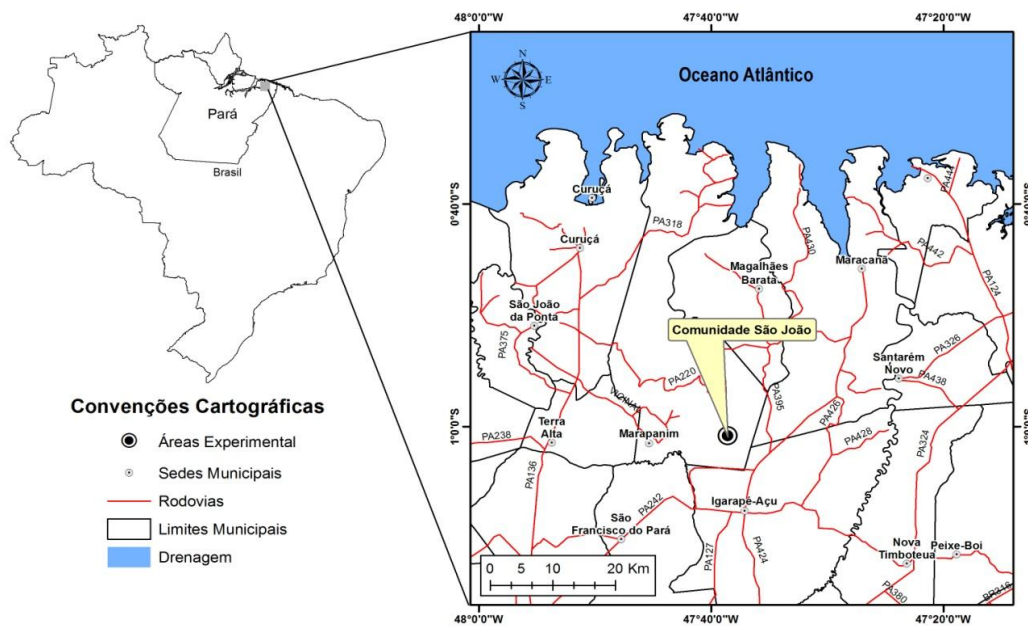 Pará
Brasil
Convenções Cartográficas
Áreas Experimental
Sedes Municipais
Rodovias
Limites Municipais
Drenagem
48°0'0"W
47°40'0"W
47°20'0"W
N
W
E
S
Oceano Atlântico
0°40'0"S
0°40'0"S
Curuçá
PA444
PA318
PA430
Curuçá
PA442
Maracanã
Magalhães
Barata
PA124
São João
da Ponta
Comunidade São João
PA375
PA326
Santarém
Novo
PA220
PA438
PA395
VICINAL
PA426
Terra
Alta
PA238
Marapanim
PA428
PA324
1°0'0"S
PA136
PA242
Igarapé-Açu
São
Francisco do Pará
Nova
Timboteua
Peixe-Boi
PA127
PA424
PA380
0 5 10 20 Km
48°0'0"W
47°40'0"W
47°20'0"W